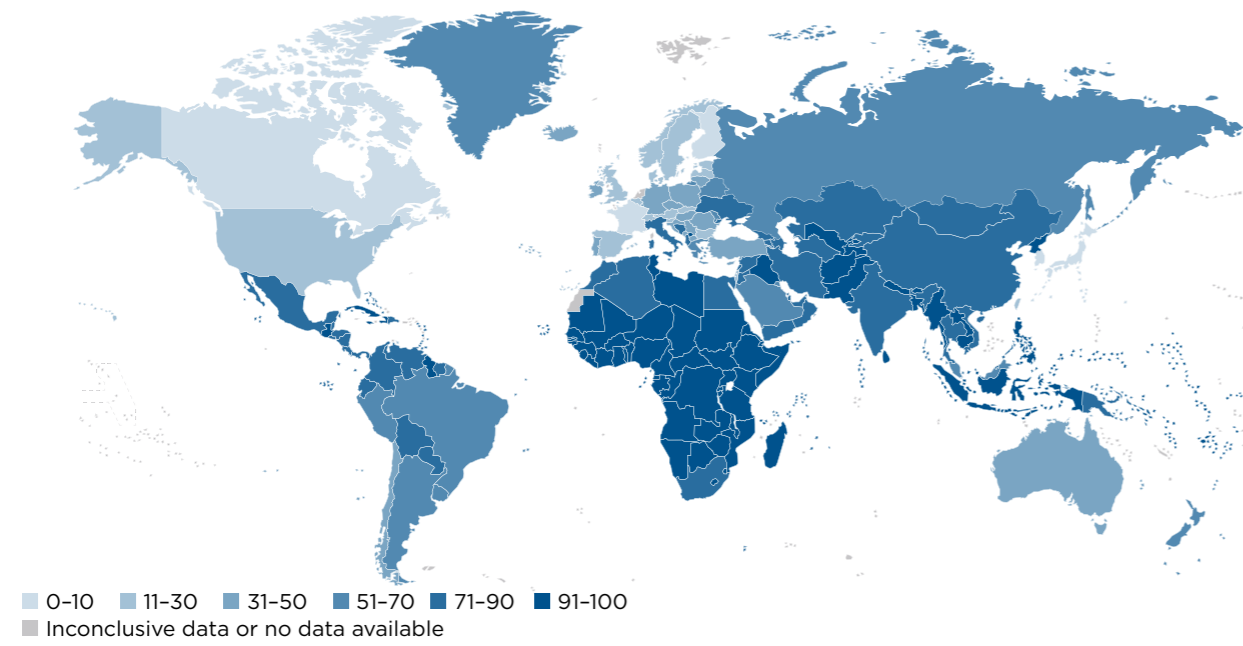 0–10 11–30 31–50 51–70 71–90 91–100
Inconclusive data or no data available